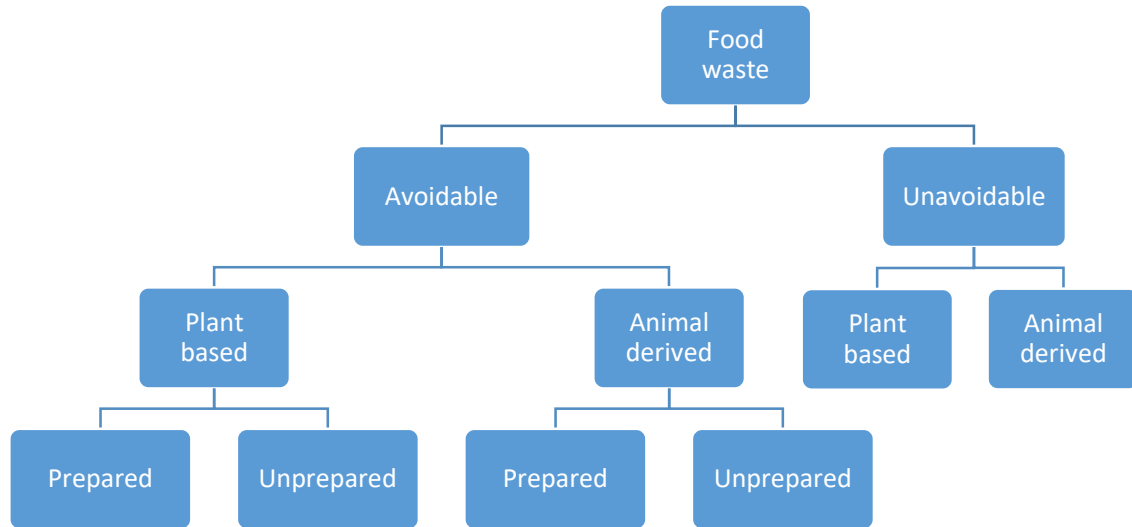 Food
waste
Avoidable
Unavoidable
Plant
based
Animal
derived
Plant
based
Animal
derived
Prepared
Unprepared
Prepared
Unprepared